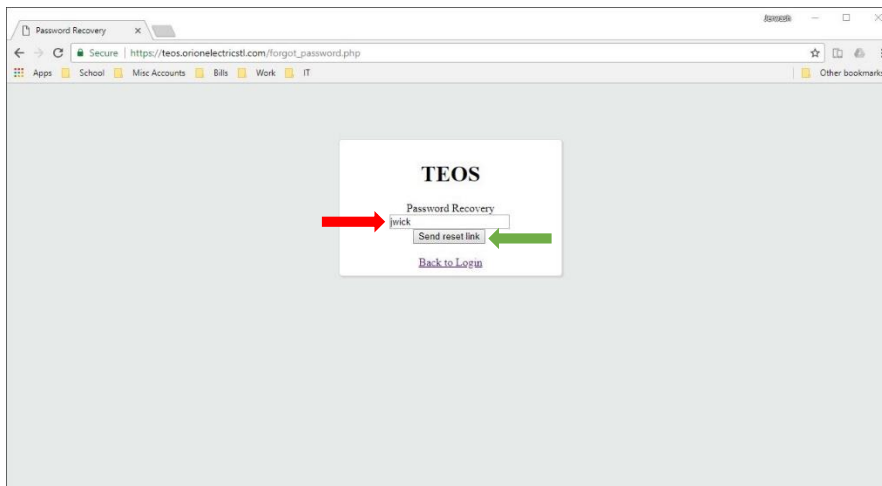 Password Recovery
Secure | https://teos.orionelectricstl.com/forgot_password.php
Apps School Misc Accounts Bills Work IT Other bookmarks
TEOS
Password Recovery
jwick
Send reset link
Back to Login